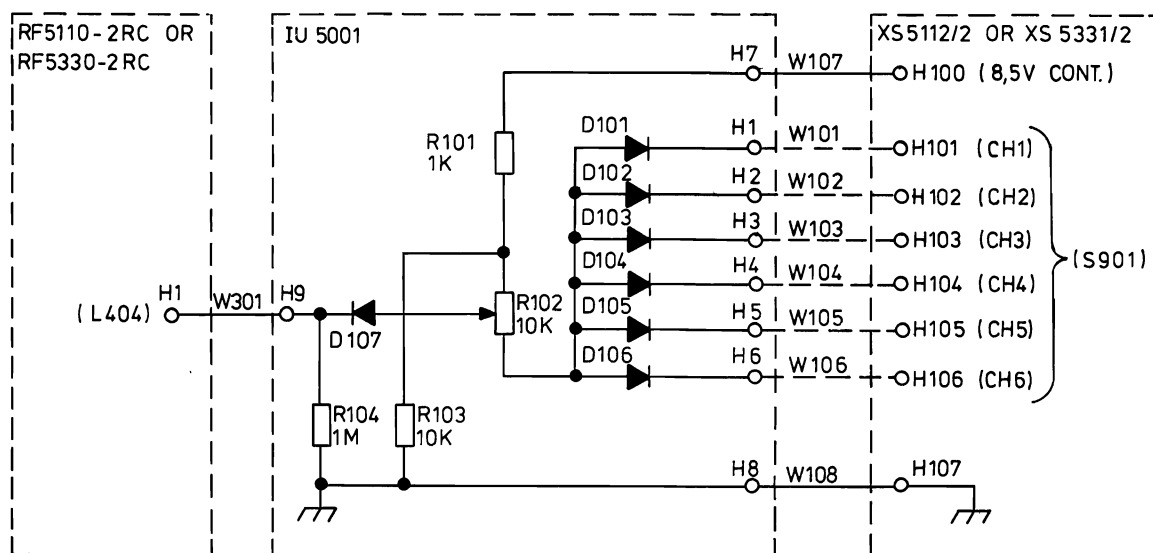 RF5110-2RC OR
RF5330-2RC
IU 5001
XS5112/2 OR XS 5331/2
H7
W107
H100 (8,5V CONT.)
R101
1K
D101
H1
W101
H101 (CH1)
D102
H2
W102
H102 (CH2)
D103
H3
W103
H103 (CH3)
D104
H4
W104
H104 (CH4)
(S901)
(L404)
H1
W301
H9
D107
R102
10K
D105
H5
W105
H105 (CH5)
D106
H6
W106
H106 (CH6)
R104
1M
R103
10K
H8
W108
H107